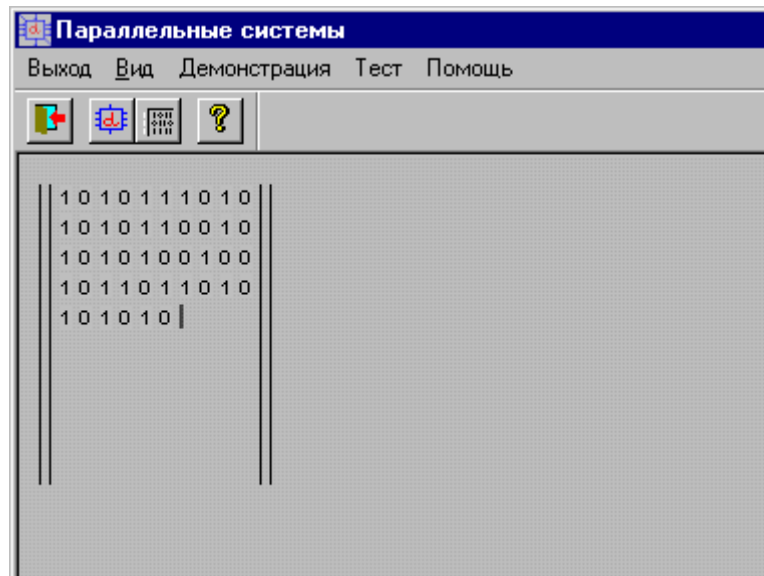 Параллельные системы
Выход Вид Демонстрация Тест Помощь
1 0 1 0 1 1 1 0 1 0
1 0 1 0 1 1 0 0 1 0
1 0 1 0 1 0 0 1 0 0
1 0 1 1 0 1 1 0 1 0
1 0 1 0 1 0